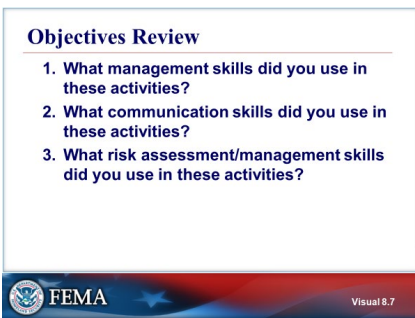 Objectives Review
1. What management skills did you use in
these activities?
2. What communication skills did you use in
these activities?
3. What risk assessment/management skills
did you use in these activities?
FEMA
Visual 8.7